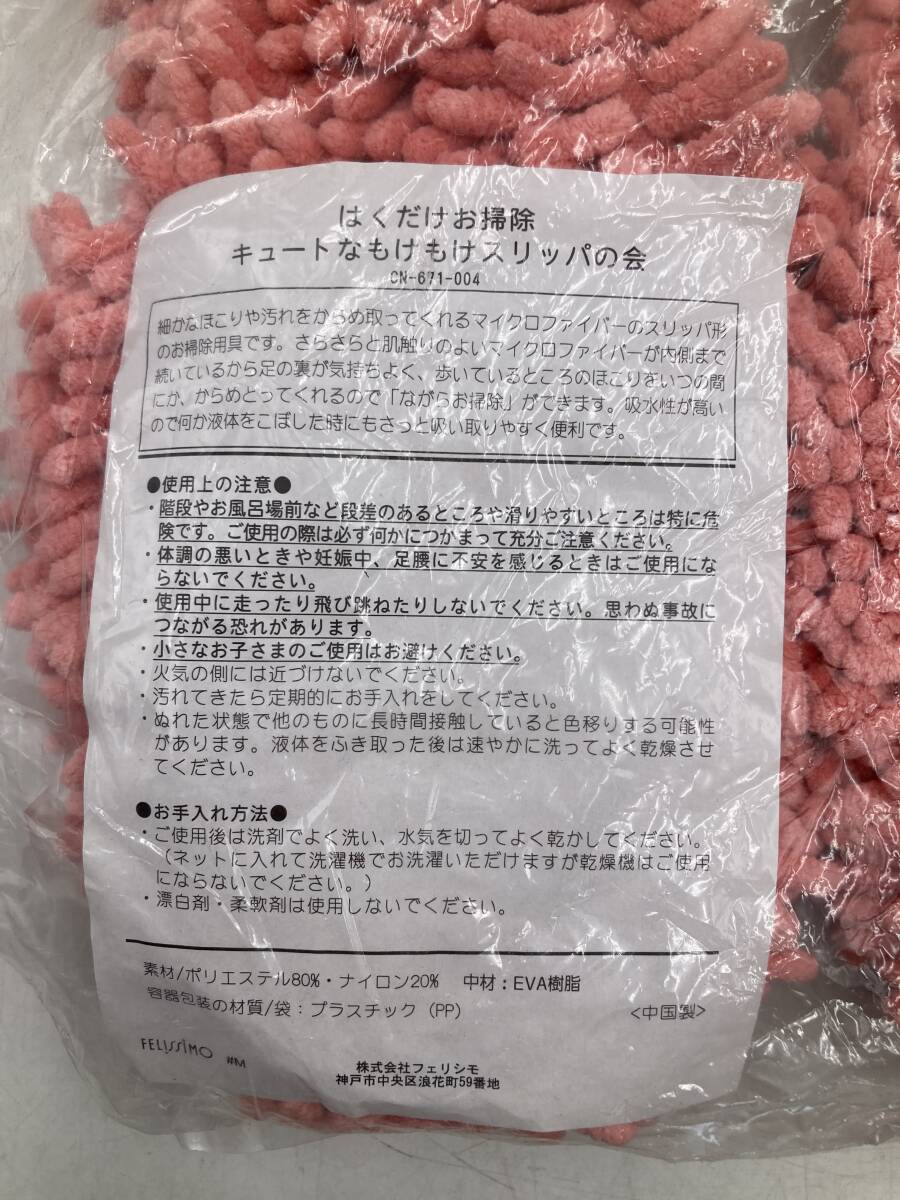 はくだけお掃除
キュートなもけもけスリッパの会
CN-671-004
細かなほこりや汚れをからめ取ってくれるマイクロファイバーのスリッパ形
のお掃除用具です。さらさらと肌触りのよいマイクロファイバーが内側まで
続いているから足の裏が気持ちよく、歩いているところのほこりをいつの間
にか、からめとってくれるので「ながらお掃除」ができます。吸水性が高い
ので何か液体をこぼした時にもさっと吸い取りやすく便利です。
●使用上の注意●
・階段やお風呂場前など段差のあるところや滑りやすいところは特に危
険です。ご使用の際は必ず何かにつかまって充分ご注意ください。
・体調の悪いときや妊娠中、足腰に不安を感じるときはご使用にな
らないでください。
・使用中に走ったり飛び跳ねたりしないでください。思わぬ事故に
つながる恐れがあります。
・小さなお子さまのご使用はお避けください。
・火気の側には近づけないでください。
・汚れてきたら定期的にお手入れをしてください。
・ぬれた状態で他のものに長時間接触していると色移りする可能性
があります。液体をふき取った後は速やかに洗ってよく乾燥させ
てください。
●お手入れ方法●
・ご使用後は洗剤でよく洗い、水気を切ってよく乾かしてください。
（ネットに入れて洗濯機でお洗濯いただけますが乾燥機はご使用
にならないでください。）
・漂白剤・柔軟剤は使用しないでください。
素材/ポリエステル80%・ナイロン20% 中材：EVA樹脂
容器包装の材質/袋：プラスチック（PP） <中国製>
FELISSIMO #M
株式会社フェリシモ
神戸市中央区浪花町59番地